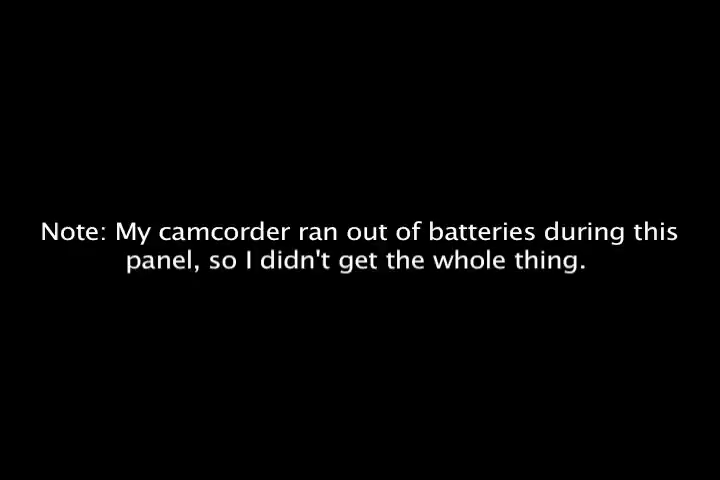 Note: My camcorder ran out of batteries during this
panel, so I didn't get the whole thing.